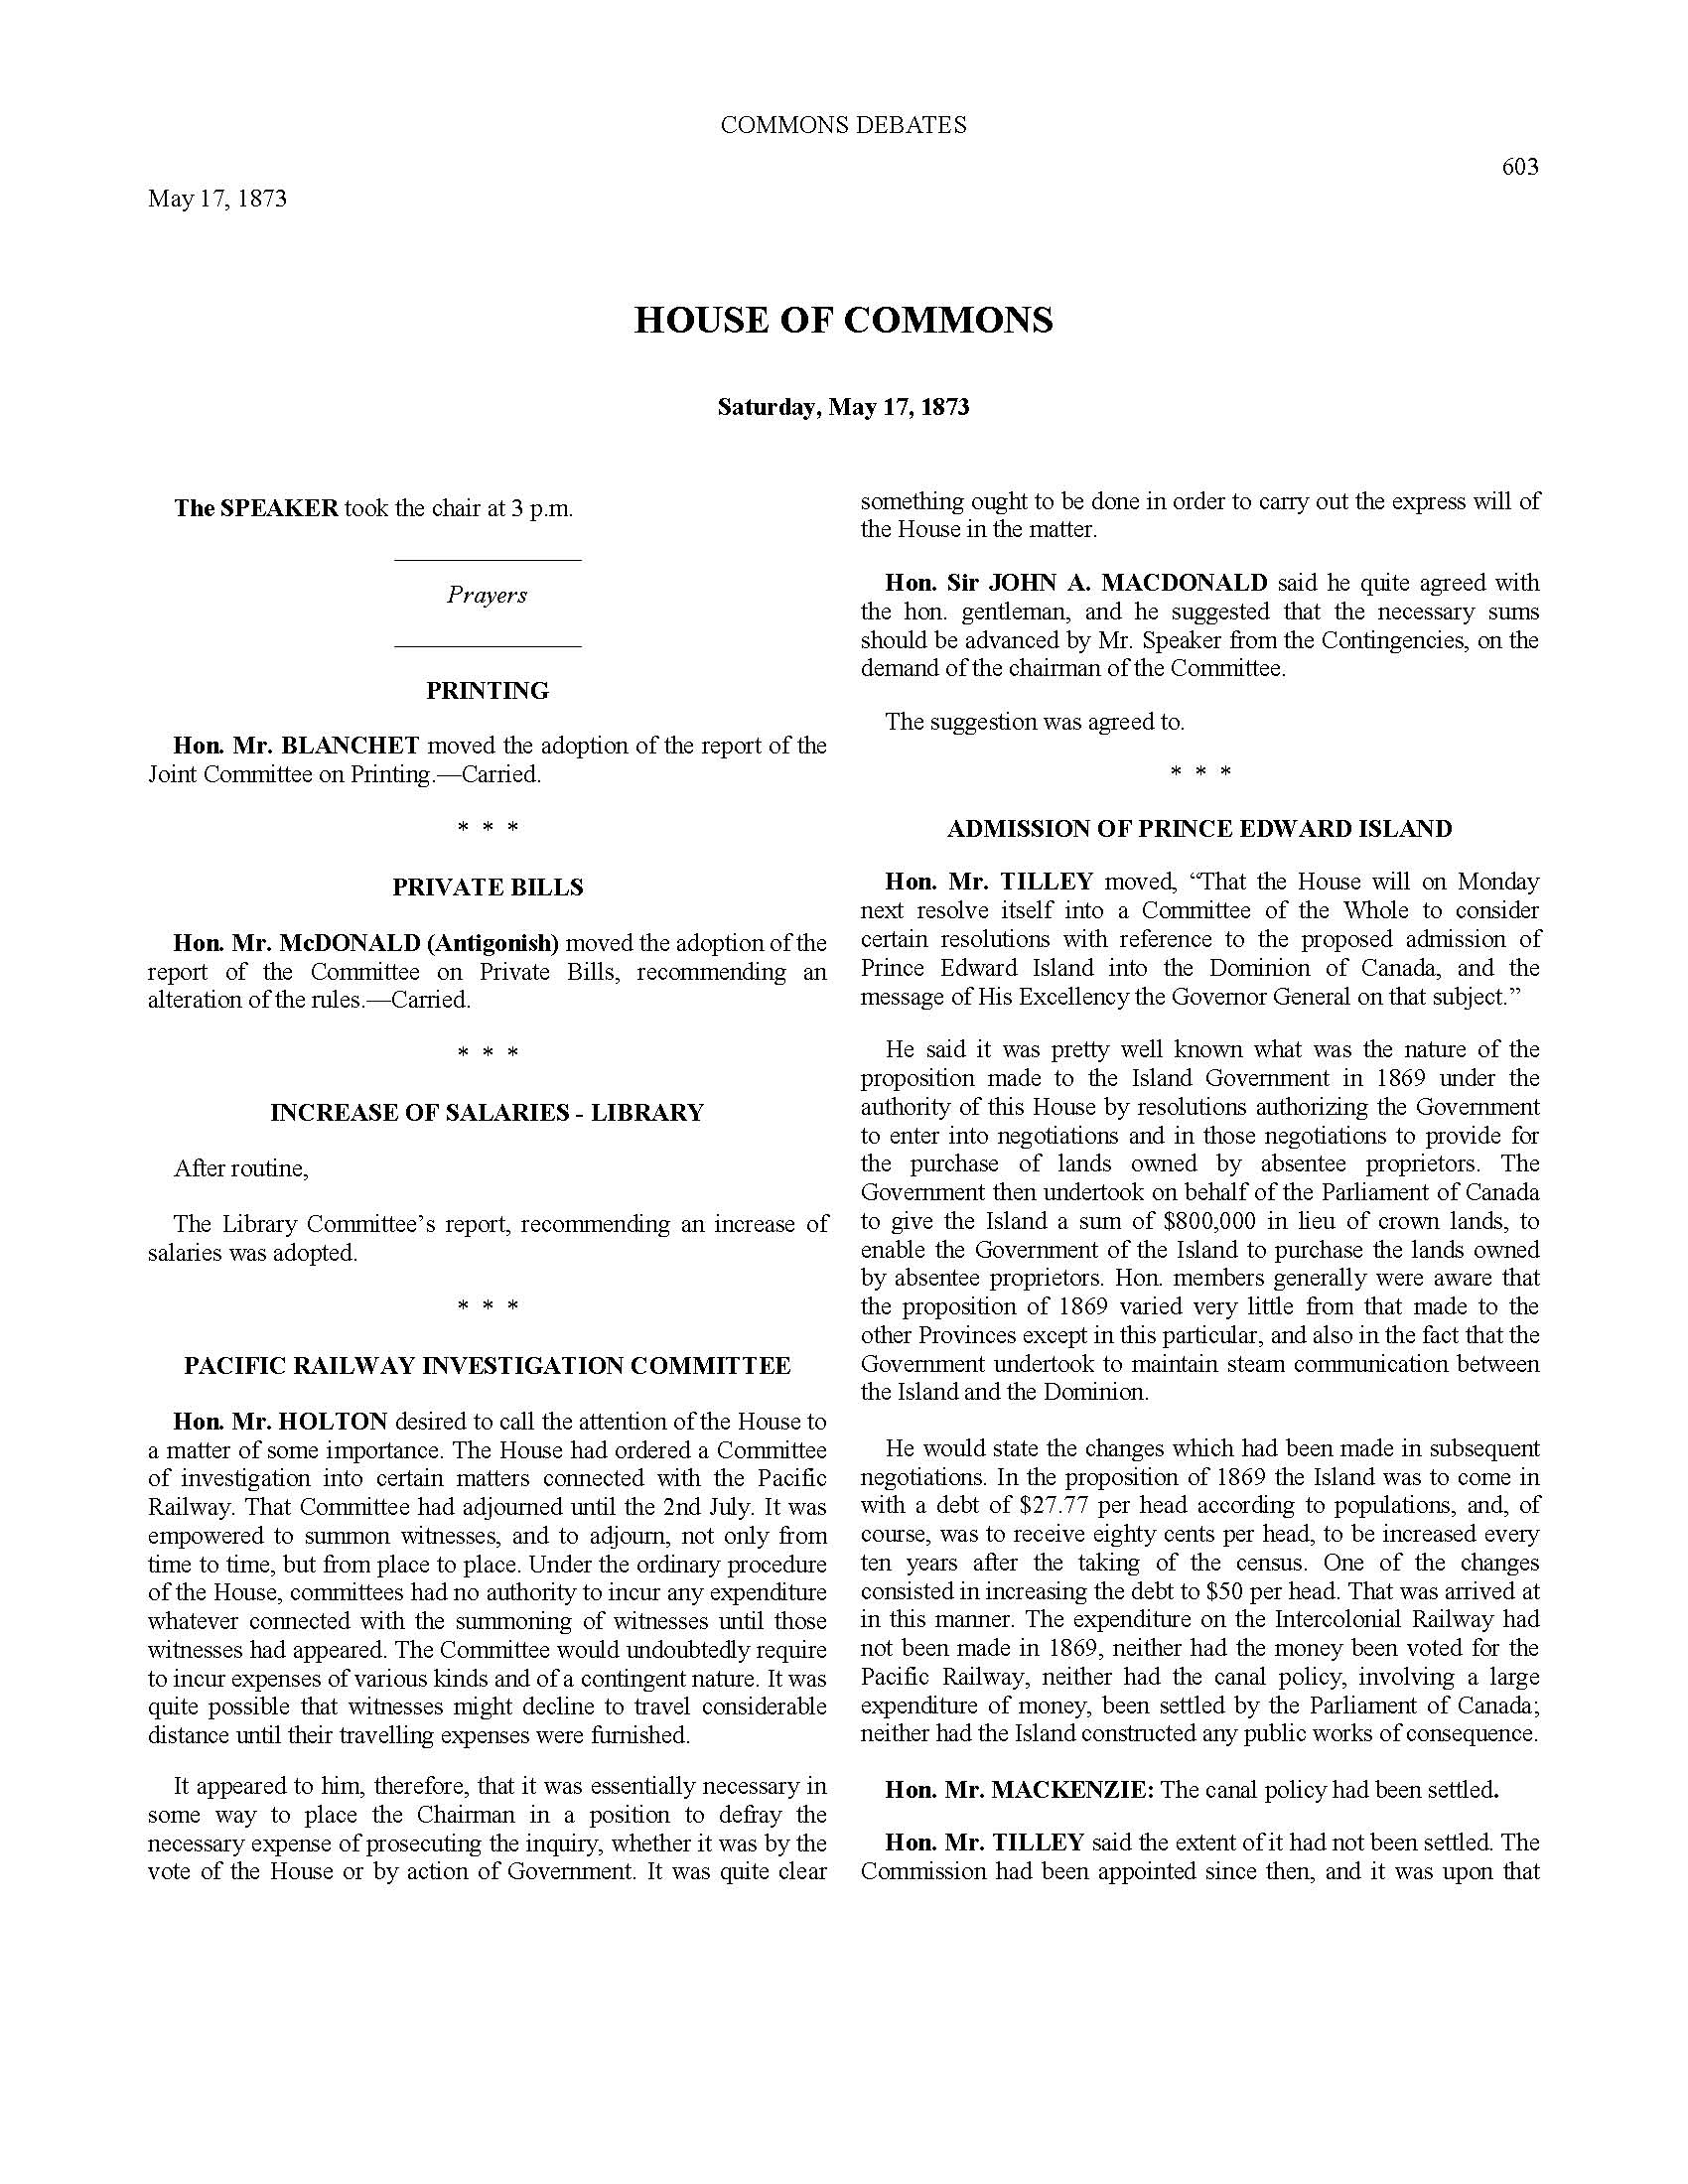 COMMONS DEBATES
603
May 17, 1873
HOUSE OF COMMONS
Saturday, May 17, 1873
The SPEAKER took the chair at 3 p.m.
Prayers
PRINTING
Hon. Mr. BLANCHET moved the adoption of the report of the
Joint Committee on Printing.—Carried.
* * *
PRIVATE BILLS
Hon. Mr. McDONALD (Antigonish) moved the adoption of the
report of the Committee on Private Bills, recommending an
alteration of the rules.—Carried.
* * *
INCREASE OF SALARIES - LIBRARY
After routine,
The Library Committee’s report, recommending an increase of
salaries was adopted.
* * *
PACIFIC RAILWAY INVESTIGATION COMMITTEE
Hon. Mr. HOLTON desired to call the attention of the House to
a matter of some importance. The House had ordered a Committee
of investigation into certain matters connected with the Pacific
Railway. That Committee had adjourned until the 2nd July. It was
empowered to summon witnesses, and to adjourn, not only from
time to time, but from place to place. Under the ordinary procedure
of the House, committees had no authority to incur any expenditure
whatever connected with the summoning of witnesses until those
witnesses had appeared. The Committee would undoubtedly require
to incur expenses of various kinds and of a contingent nature. It was
quite possible that witnesses might decline to travel considerable
distance until their travelling expenses were furnished.
It appeared to him, therefore, that it was essentially necessary in
some way to place the Chairman in a position to defray the
necessary expense of prosecuting the inquiry, whether it was by the
vote of the House or by action of Government. It was quite clear
something ought to be done in order to carry out the express will of
the House in the matter.
Hon. Sir JOHN A. MACDONALD said he quite agreed with
the hon. gentleman, and he suggested that the necessary sums
should be advanced by Mr. Speaker from the Contingencies, on the
demand of the chairman of the Committee.
The suggestion was agreed to.
* * *
ADMISSION OF PRINCE EDWARD ISLAND
Hon. Mr. TILLEY moved, “That the House will on Monday
next resolve itself into a Committee of the Whole to consider
certain resolutions with reference to the proposed admission of
Prince Edward Island into the Dominion of Canada, and the
message of His Excellency the Governor General on that subject.”
He said it was pretty well known what was the nature of the
proposition made to the Island Government in 1869 under the
authority of this House by resolutions authorizing the Government
to enter into negotiations and in those negotiations to provide for
the purchase of lands owned by absentee proprietors. The
Government then undertook on behalf of the Parliament of Canada
to give the Island a sum of $800,000 in lieu of crown lands, to
enable the Government of the Island to purchase the lands owned
by absentee proprietors. Hon. members generally were aware that
the proposition of 1869 varied very little from that made to the
other Provinces except in this particular, and also in the fact that the
Government undertook to maintain steam communication between
the Island and the Dominion.
He would state the changes which had been made in subsequent
negotiations. In the proposition of 1869 the Island was to come in
with a debt of $27.77 per head according to populations, and, of
course, was to receive eighty cents per head, to be increased every
ten years after the taking of the census. One of the changes
consisted in increasing the debt to $50 per head. That was arrived at
in this manner. The expenditure on the Intercolonial Railway had
not been made in 1869, neither had the money been voted for the
Pacific Railway, neither had the canal policy, involving a large
expenditure of money, been settled by the Parliament of Canada;
neither had the Island constructed any public works of consequence.
Hon. Mr. MACKENZIE: The canal policy had been settled.
Hon. Mr. TILLEY said the extent of it had not been settled. The
Commission had been appointed since then, and it was upon that